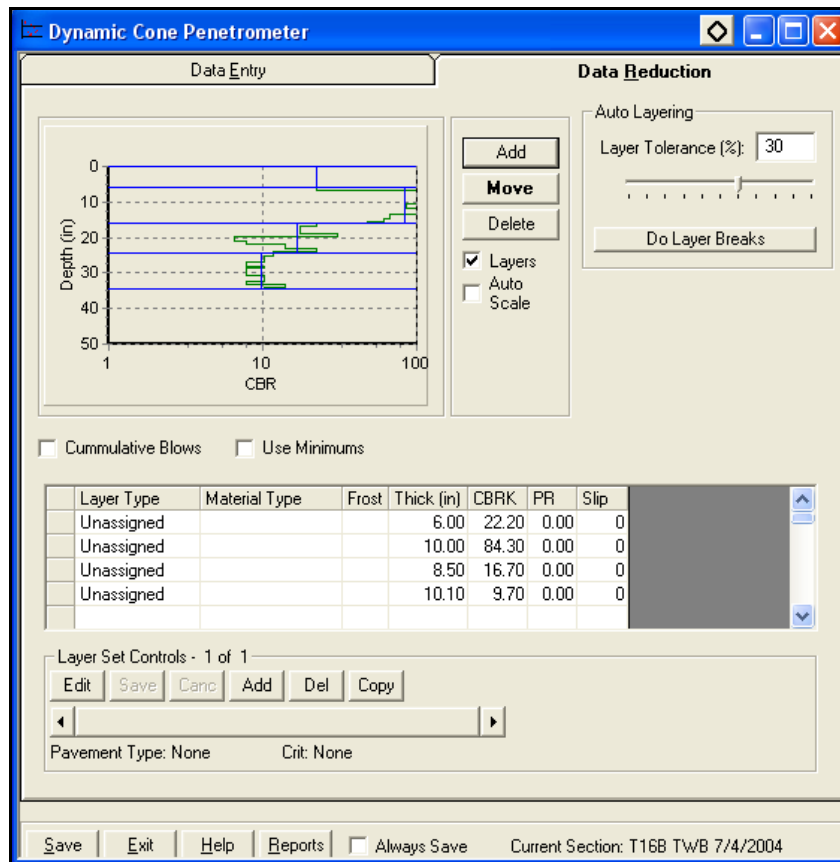 Dynamic Cone Penetrometer
Data Entry
Data Reduction
0
10
20
30
40
50
Depth (in)
1
10
100
CBR
Add
Move
Delete
Layers
Auto
Scale
Auto Layering
Layer Tolerance (%): 30
Do Layer Breaks
Cummulative Blows
Use Minimums
Layer Type Material Type Frost Thick (in) CBRK PR Slip
Unassigned 6.00 22.20 0.00 0
Unassigned 10.00 84.30 0.00 0
Unassigned 8.50 16.70 0.00 0
Unassigned 10.10 9.70 0.00 0
Layer Set Controls - 1 of 1
Edit Save Canc Add Del Copy
Pavement Type: None Crit: None
Save Exit Help Reports Always Save Current Section: T16B TWB 7/4/2004